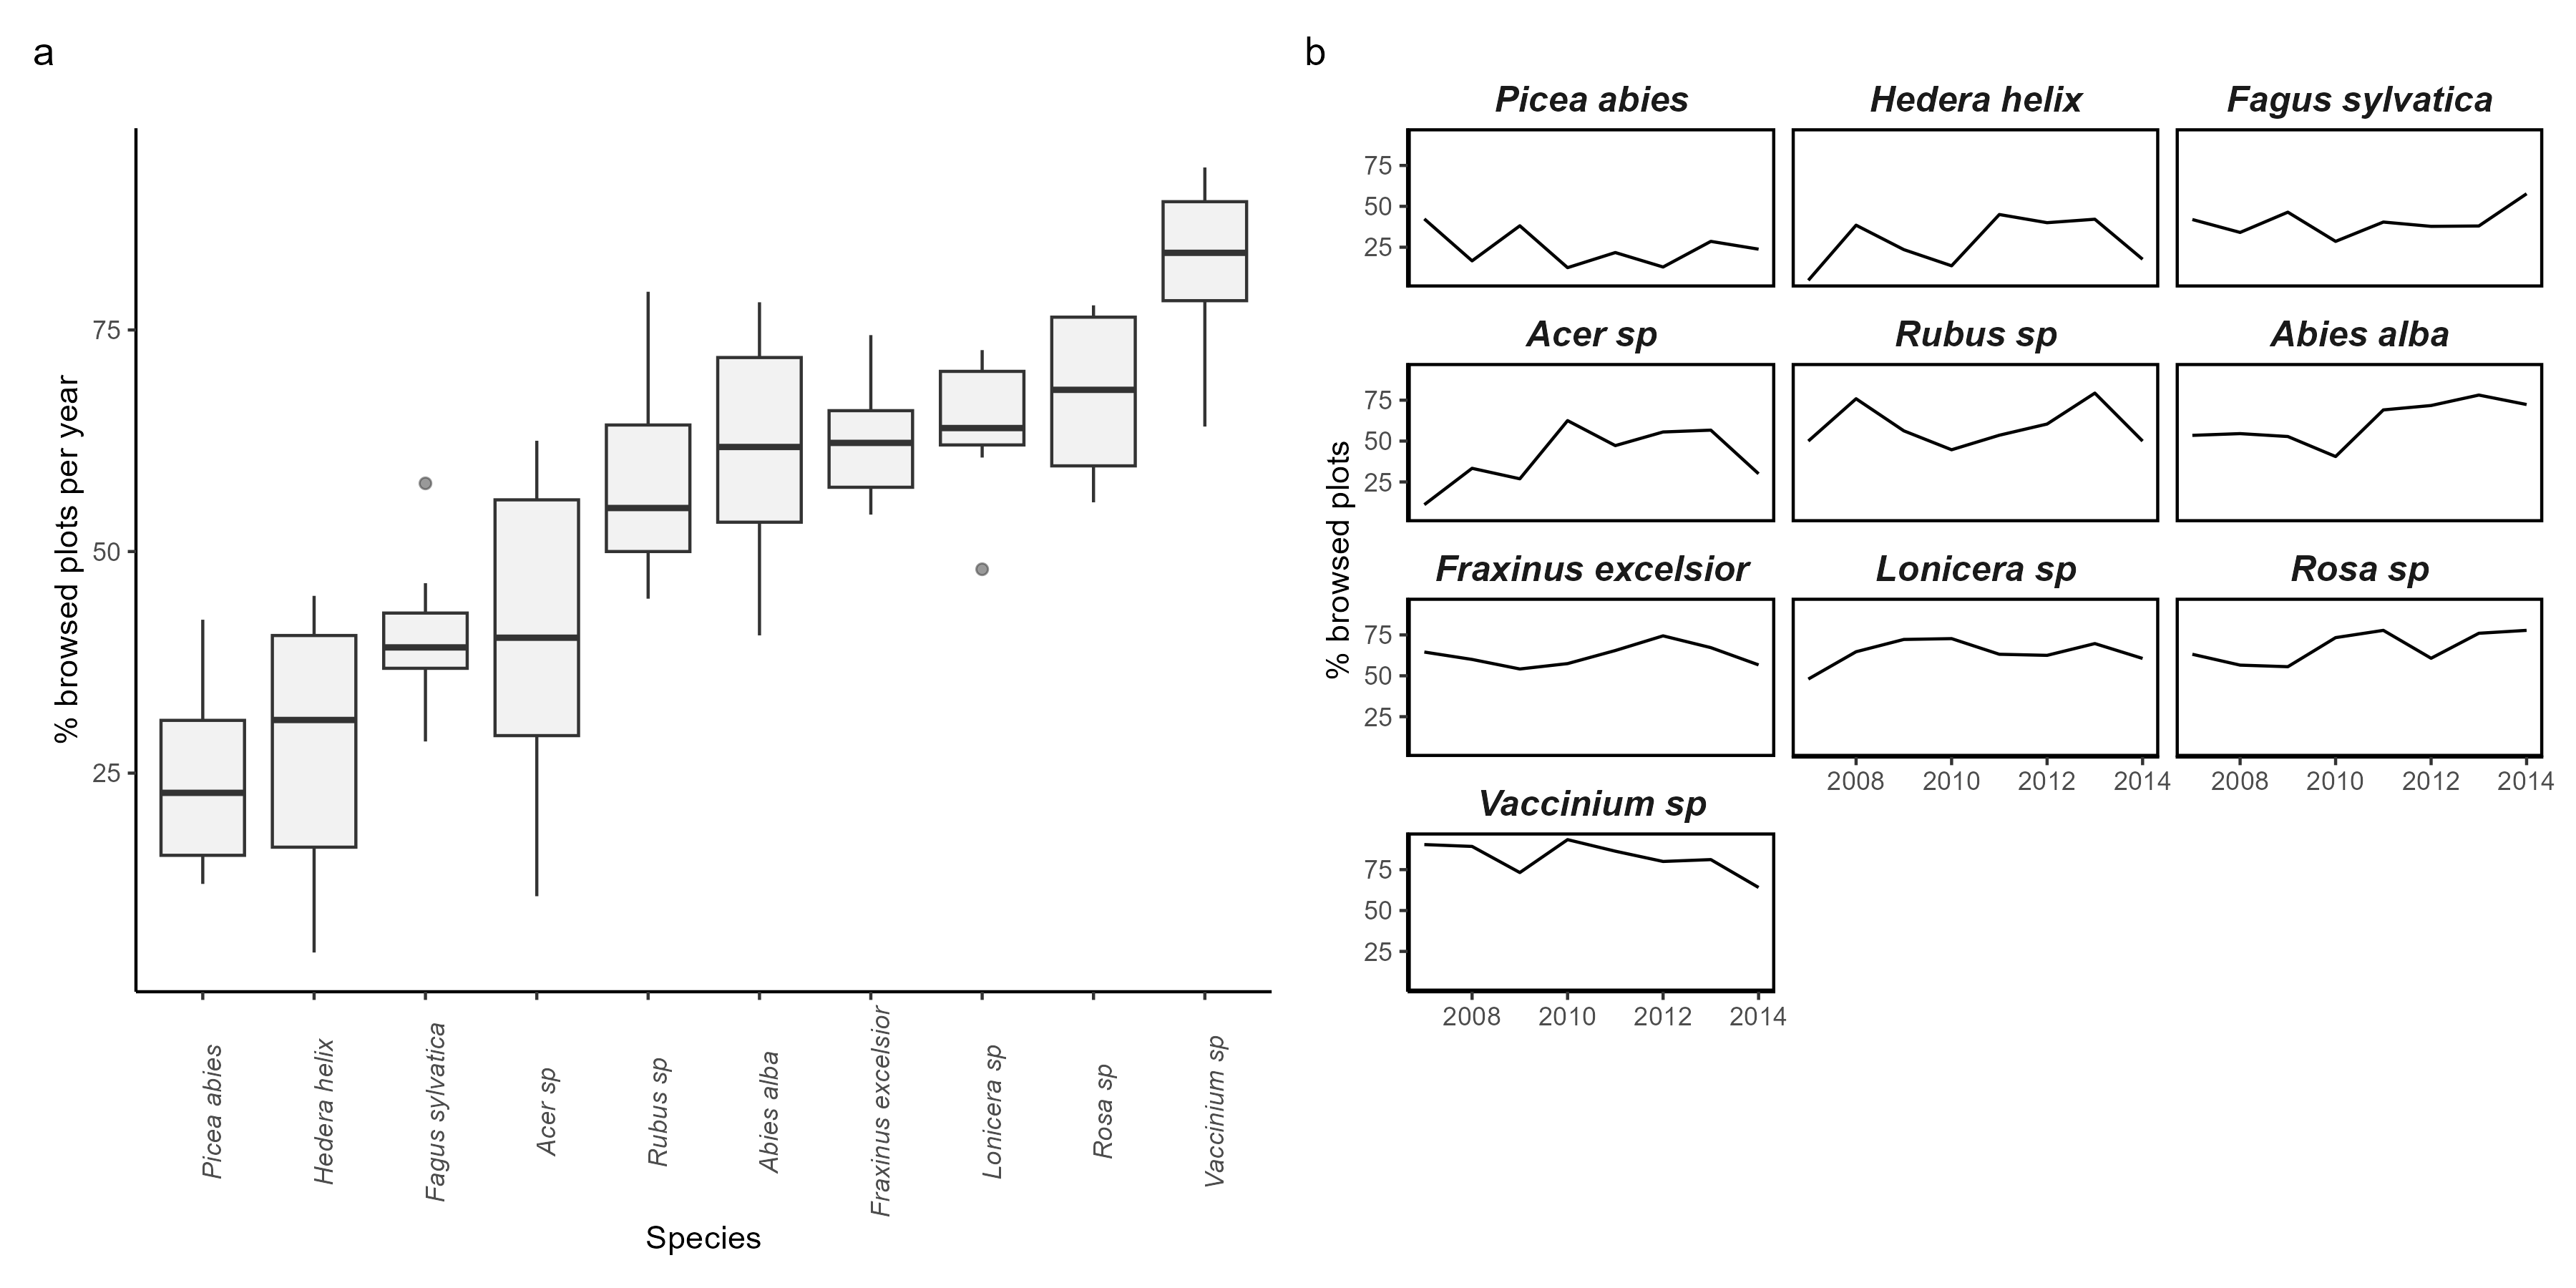 a
% browsed plots per year
75
50
25
Picea abies
Hedera helix
Fagus sylvatica
Acer sp
Rubus sp
Abies alba
Fraxinus excelsior
Lonicera sp
Rosa sp
Vaccinium sp
Species
b
% browsed plots
Picea abies Hedera helix Fagus sylvatica
75
50
25
Acer sp Rubus sp Abies alba
75
50
25
Fraxinus excelsior Lonicera sp Rosa sp
75
50
25
2008 2010 2012 2014 2008 2010 2012 2014
Vaccinium sp
75
50
25
2008 2010 2012 2014